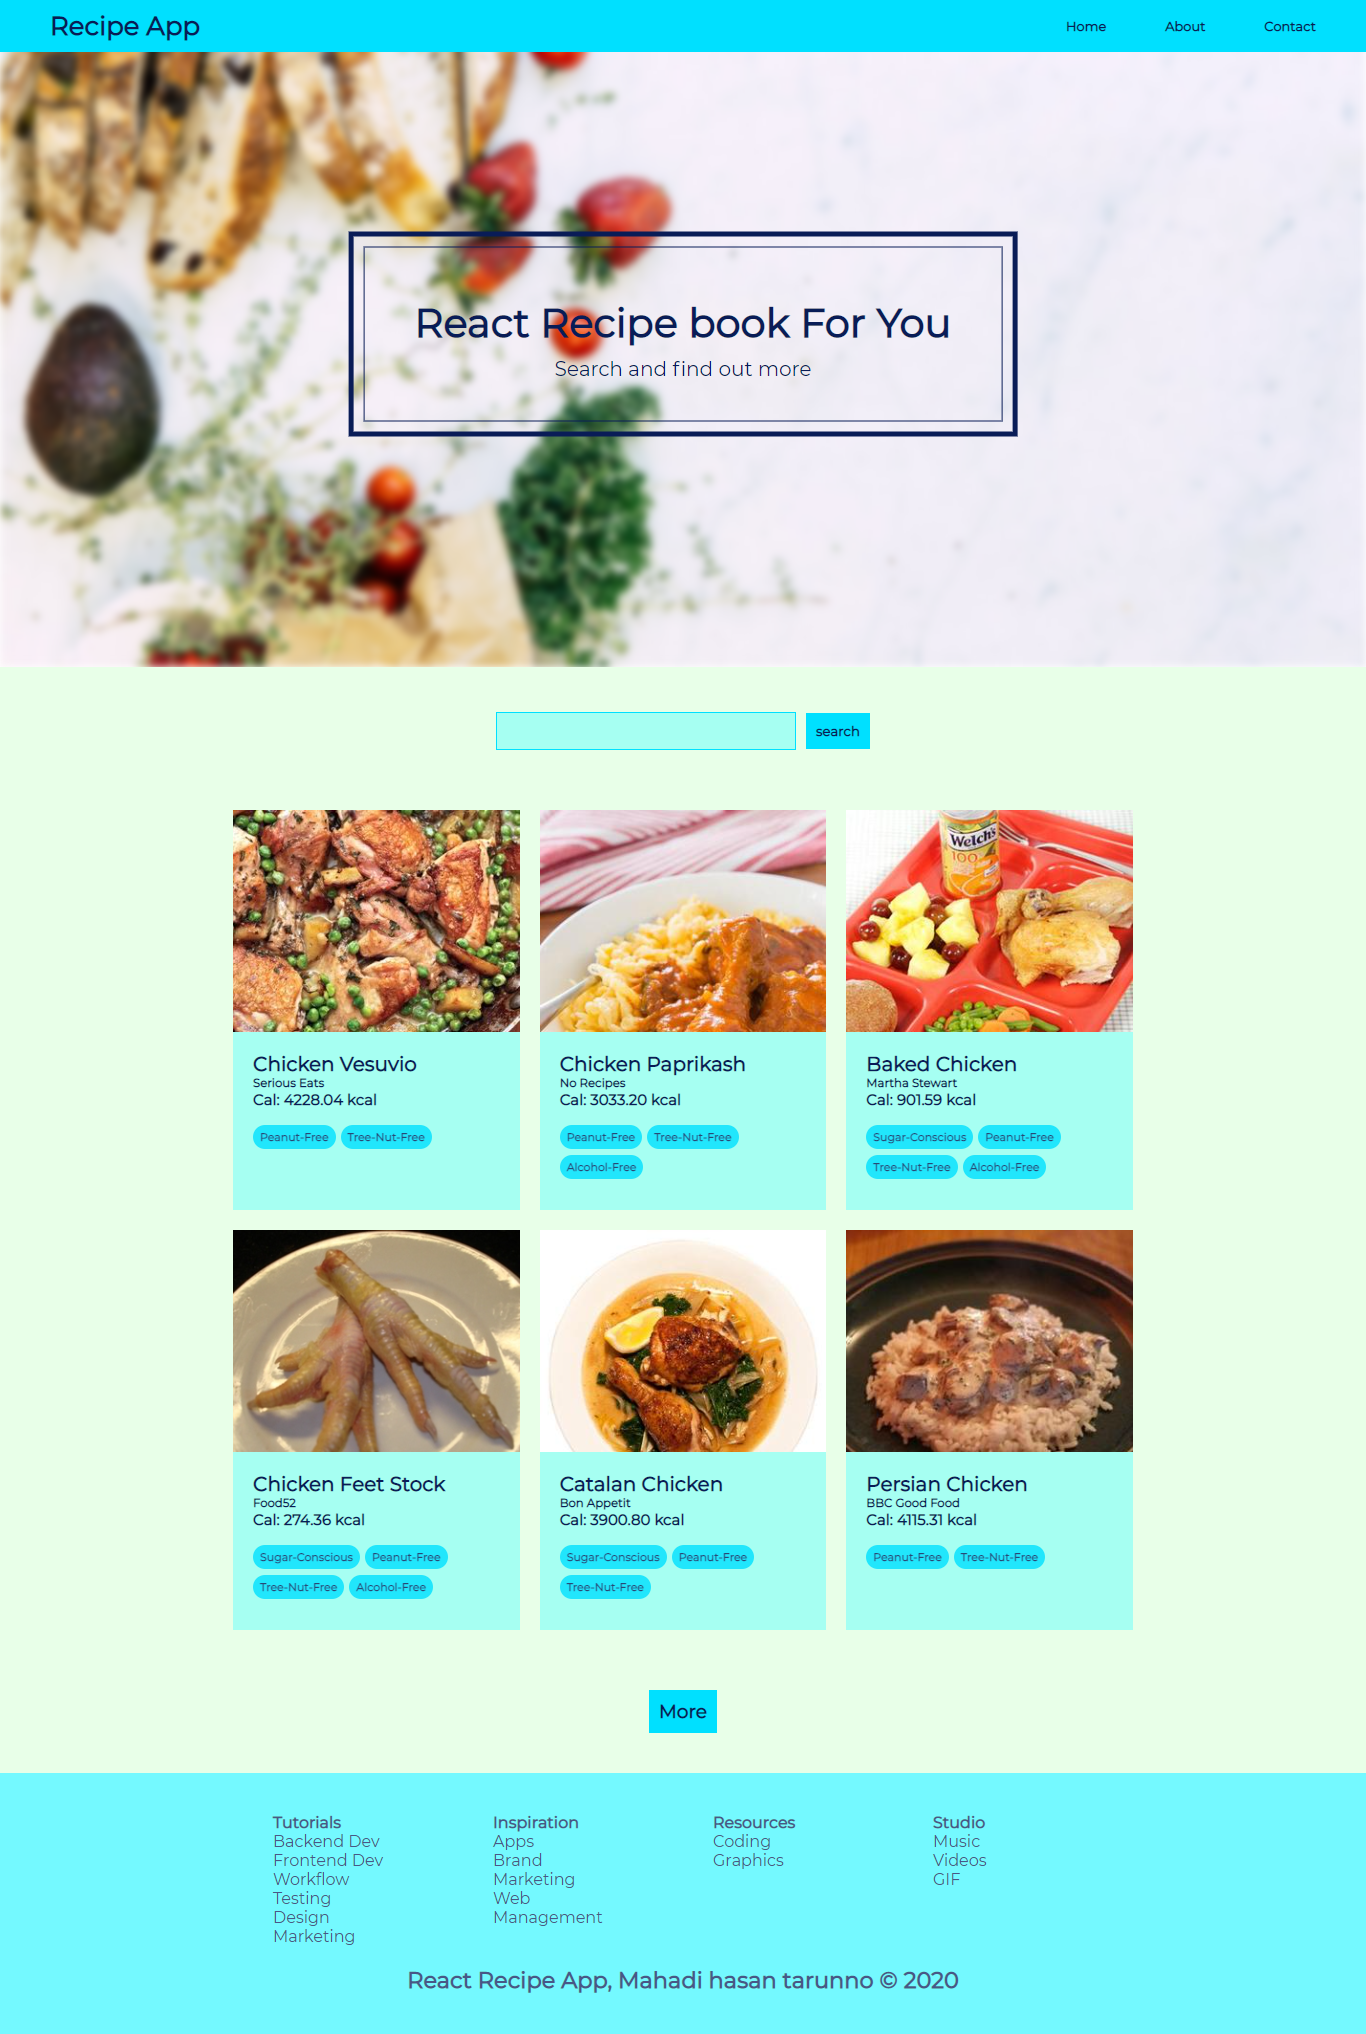 Recipe App
Home About Contact
React Recipe book For You
Search and find out more
search
Welch's
100%
Chicken Vesuvio
Serious Eats
Cal: 4228.04 kcal
Peanut-Free Tree-Nut-Free
Chicken Paprikash
No Recipes
Cal: 3033.20 kcal
Peanut-Free Tree-Nut-Free
Alcohol-Free
Baked Chicken
Martha Stewart
Cal: 901.59 kcal
Sugar-Conscious Peanut-Free
Tree-Nut-Free Alcohol-Free
Chicken Feet Stock
Food52
Cal: 274.36 kcal
Sugar-Conscious Peanut-Free
Tree-Nut-Free Alcohol-Free
Catalan Chicken
Bon Appetit
Cal: 3900.80 kcal
Sugar-Conscious Peanut-Free
Tree-Nut-Free
Persian Chicken
BBC Good Food
Cal: 4115.31 kcal
Peanut-Free Tree-Nut-Free
More
Tutorials
Backend Dev
Frontend Dev
Workflow
Testing
Design
Marketing
Inspiration
Apps
Brand
Marketing
Web
Management
Resources
Coding
Graphics
Studio
Music
Videos
GIF
React Recipe App, Mahadi hasan tarunno © 2020